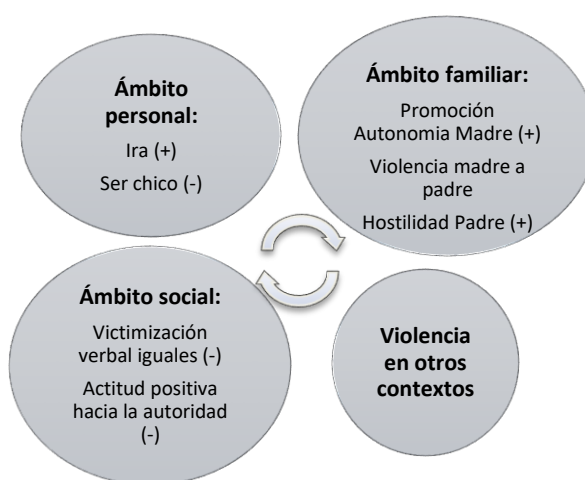 Ámbito
personal:
Ira (+)
Ser chico (-)
Ámbito familiar:
Promoción
Autonomia Madre (+)
Violencia madre a
padre
Hostilidad Padre (+)
Ámbito social:
Victimización
verbal iguales (-)
Actitud positiva
hacia la autoridad
(-)
Violencia
en otros
contextos